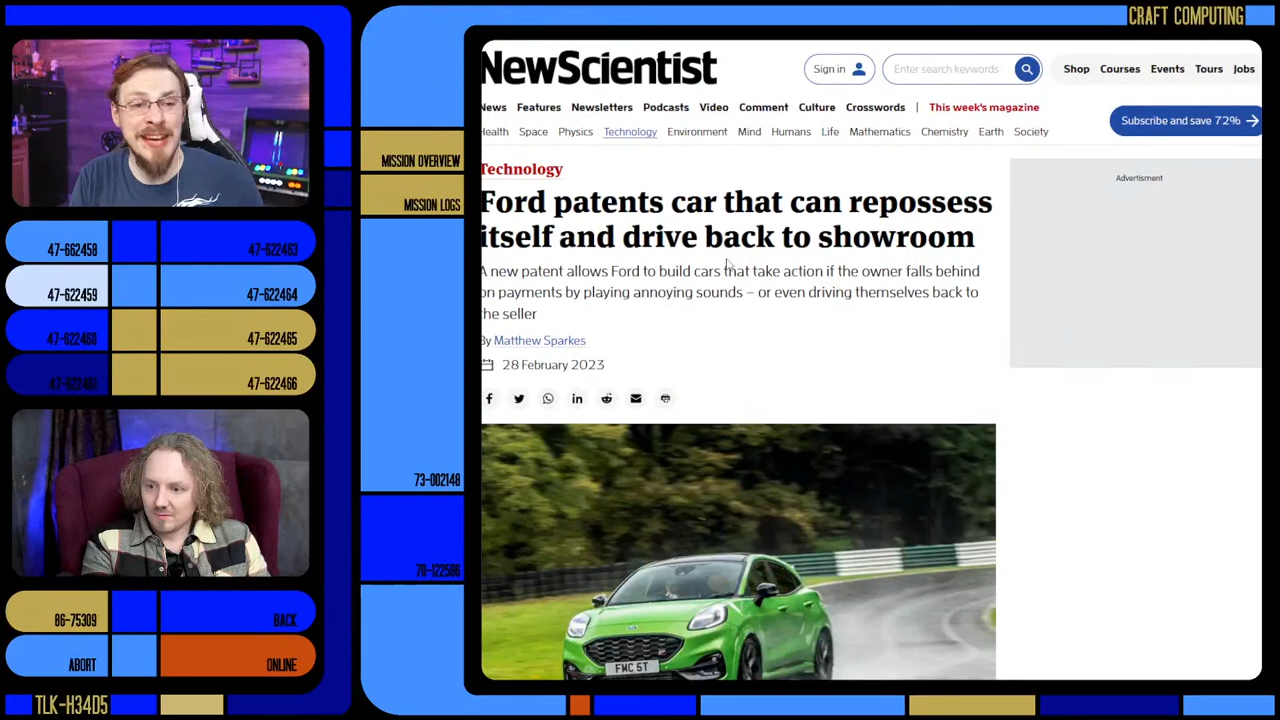 CRAFT COMPUTING
MISSION OVERVIEW
MISSION LOGS
47-662458
47-622463
47-622459
47-622464
47-622460
47-622465
47-622466
73-002148
86-75309
BACK
ABORT
ONLINE
TLK-H34D5
NewScientist
Sign in
Enter search keywords
Shop Courses Events Tours Jobs
News Features Newsletters Podcasts Video Comment Culture Crosswords | This week's magazine
Health Space Physics Technology Environment Mind Humans Life Mathematics Chemistry Earth Society
Subscribe and save 72% →
Technology
Advertisment
Ford patents car that can repossess
itself and drive back to showroom
A new patent allows Ford to build cars that take action if the owner falls behind
on payments by playing annoying sounds – or even driving themselves back to
the seller
By Matthew Sparkes
28 February 2023
FMC 5T